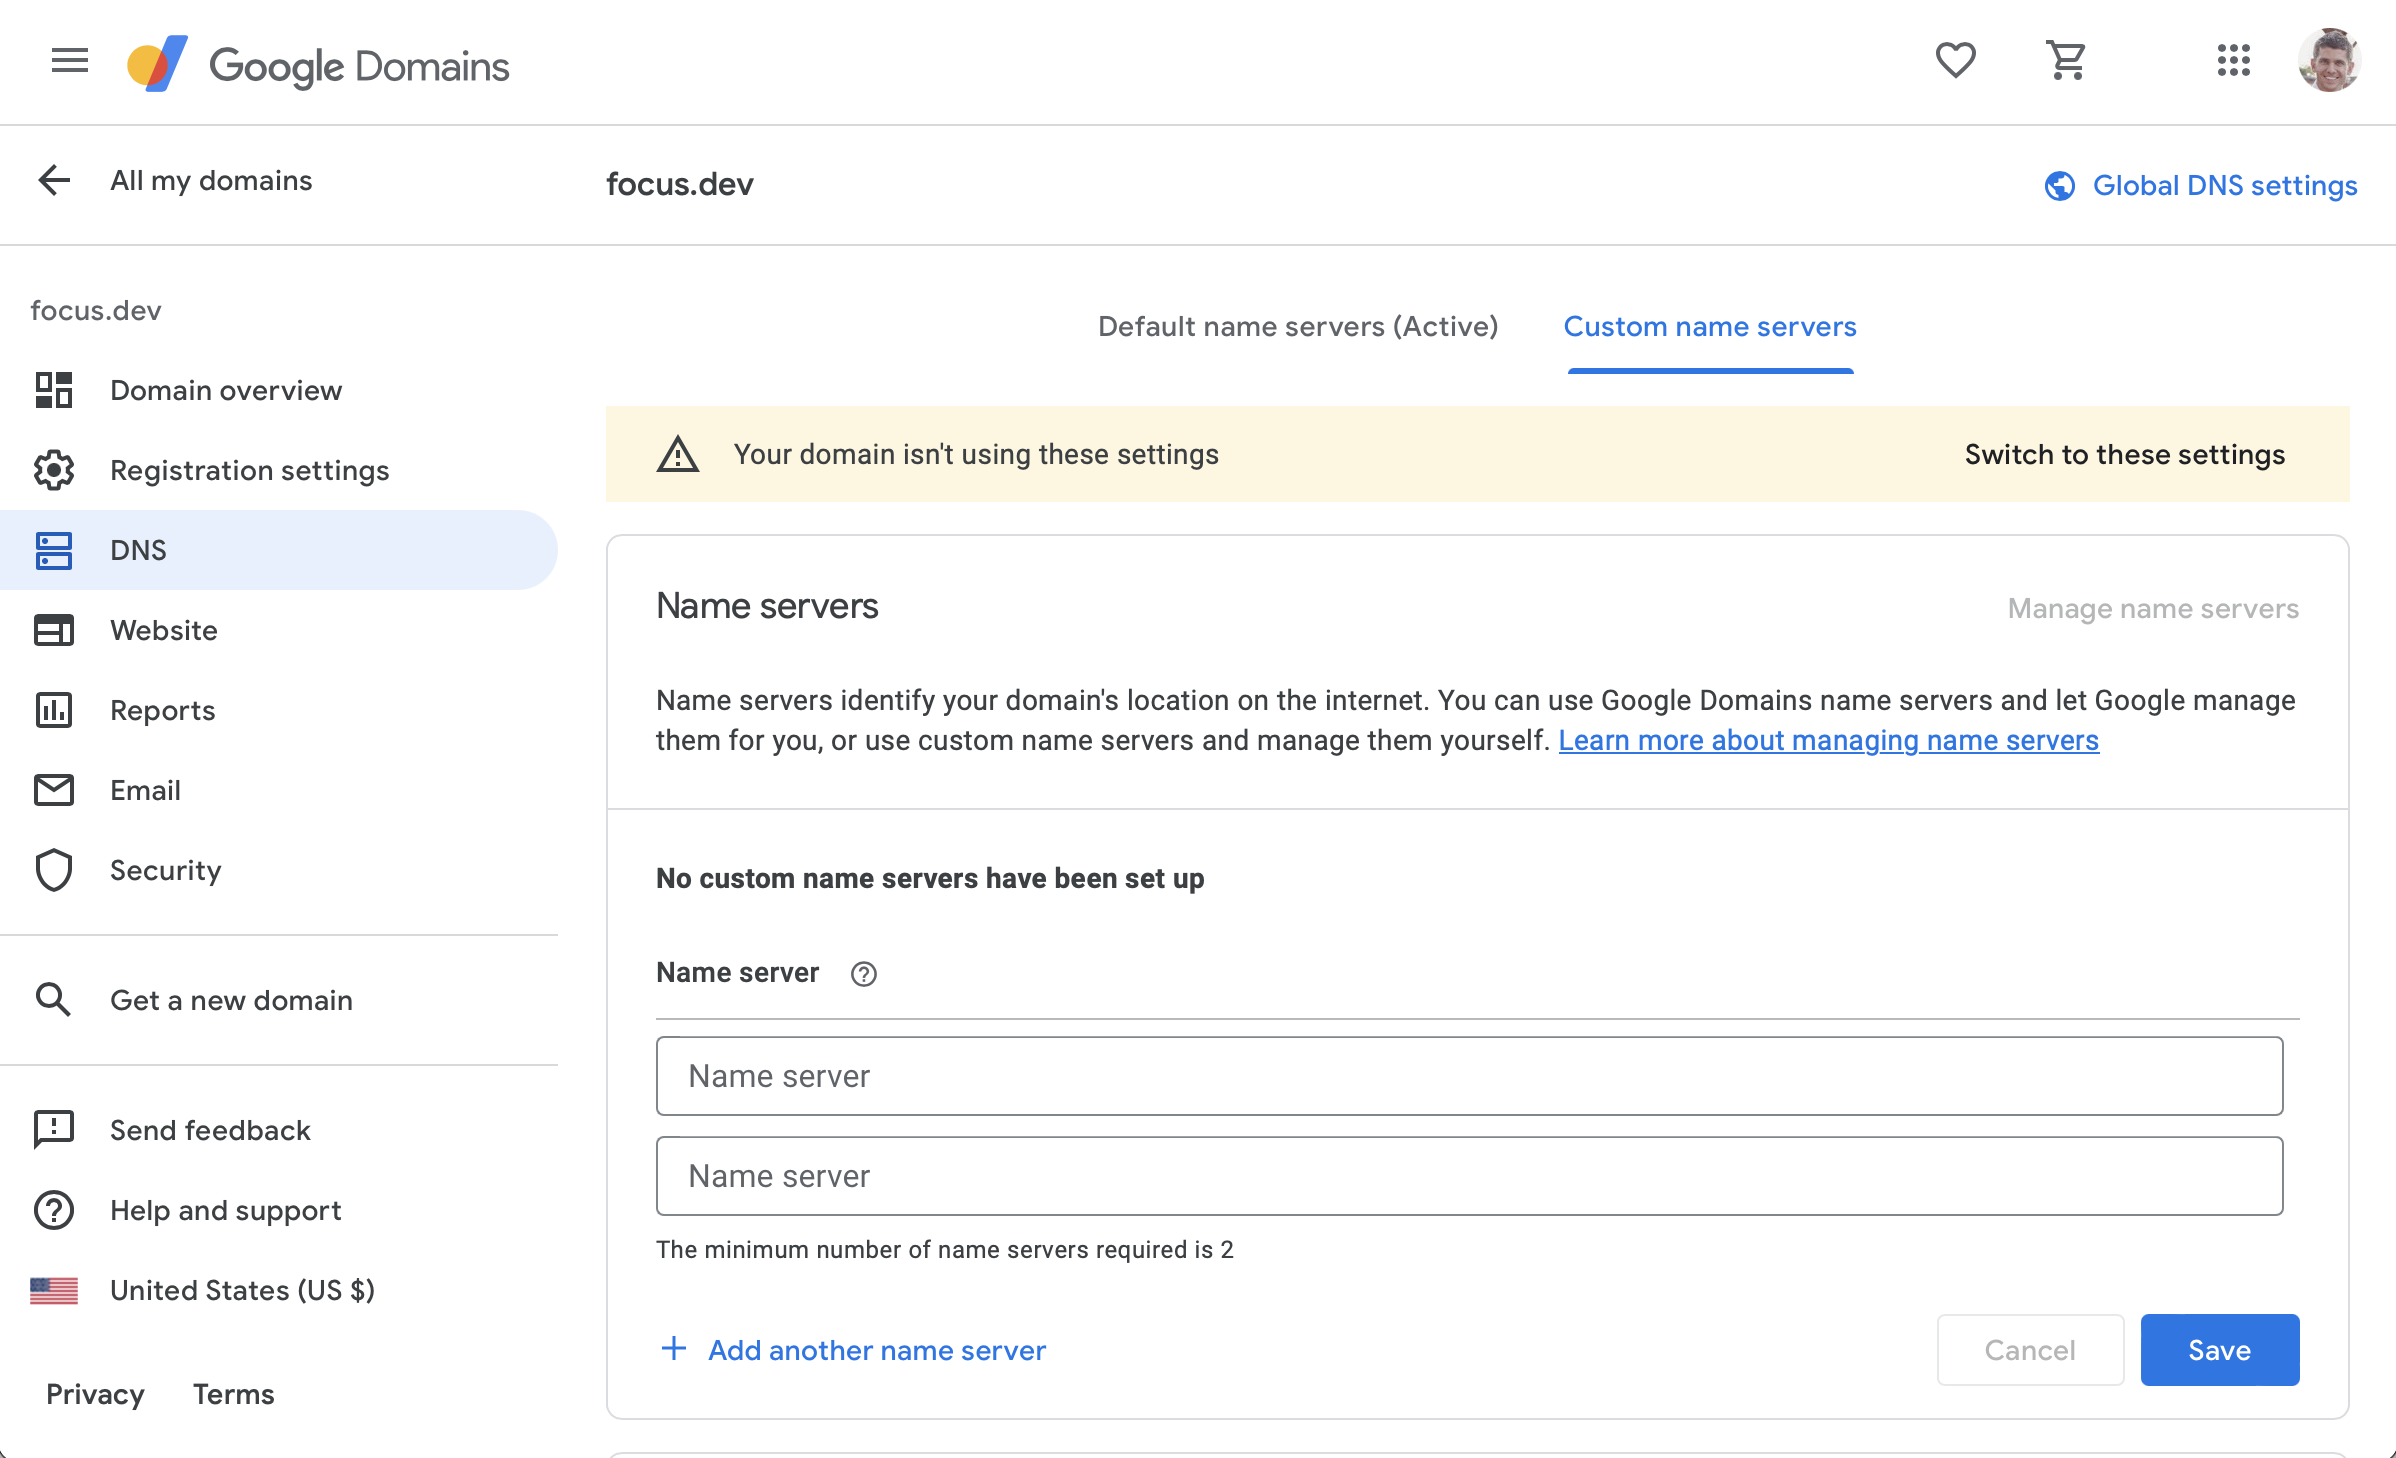 Google Domains
All my domains
focus.dev
Global DNS settings
focus.dev
Domain overview
Registration settings
DNS
Website
Reports
Email
Security
Get a new domain
Send feedback
Help and support
United States (US $)
Privacy Terms
Default name servers (Active) Custom name servers
Your domain isn't using these settings
Switch to these settings
Name servers
Manage name servers
Name servers identify your domain's location on the internet. You can use Google Domains name servers and let Google manage
them for you, or use custom name servers and manage them yourself. Learn more about managing name servers
No custom name servers have been set up
Name server
Name server
Name server
The minimum number of name servers required is 2
Add another name server
Cancel
Save